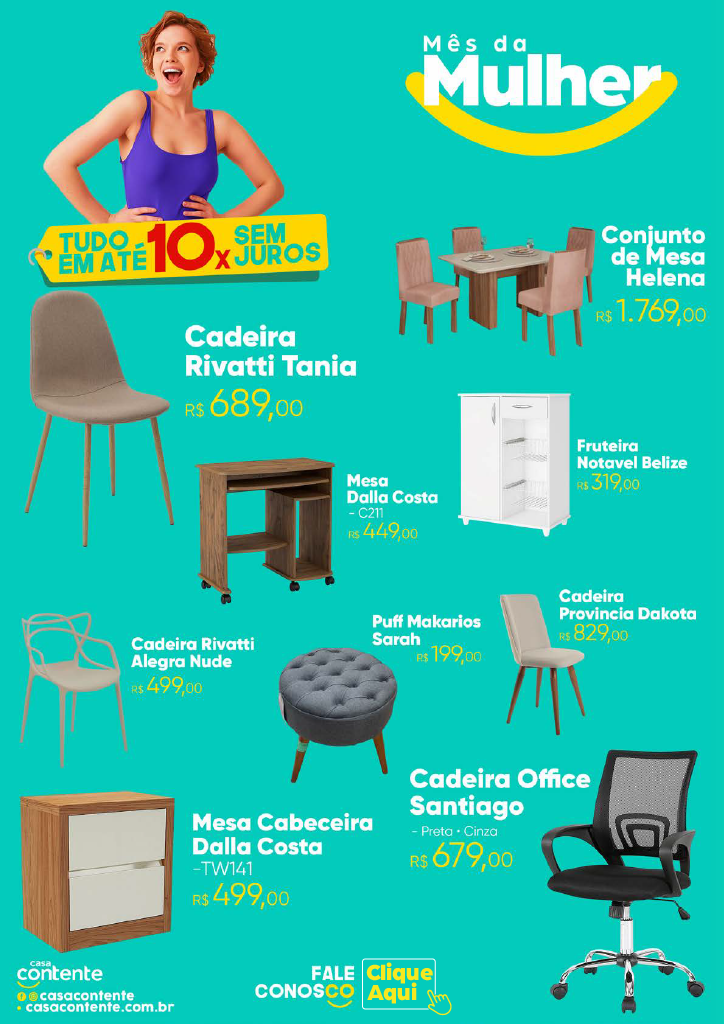 Mês da
Mulher
TUDO
EM ATÉ
10x
SEM
JUROS
Conjunto
de Mesa
Helena
R$ 1.769,00
Cadeira
Rivatti Tania
R$ 689,00
Fruteira
Notavel Belize
R$ 319,00
Mesa
Dalla Costa
- C211
R$ 449,00
Cadeira
Provincia Dakota
R$ 829,00
Puff Makarios
Sarah
R$ 199,00
Cadeira Rivatti
Alegra Nude
R$ 499,00
Cadeira Office
Santiago
- Preta • Cinza
R$ 679,00
Mesa Cabeceira
Dalla Costa
-TW141
R$ 499,00
casa
contente
casacontente
• casacontente.com.br
FALE
CONOSCO
Clique
Aqui